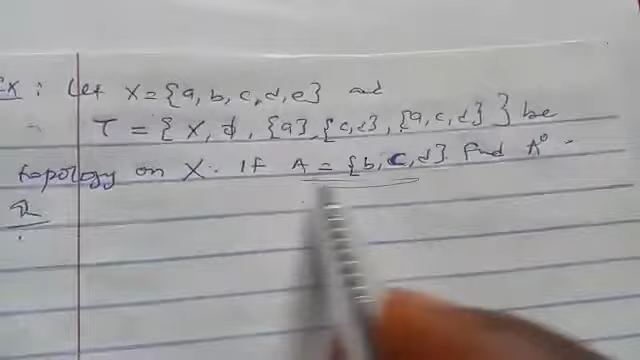 Ex: Let X = {a, b, c, d, e} and
τ = {X, ϕ, {a}, {c, d}, {a, c, d}} be
topology on X. If A = {b, c, d} find A°